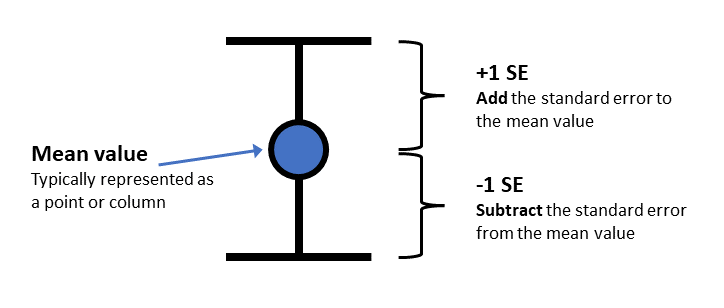 Mean value
Typically represented as
a point or column
+1 SE
Add the standard error to
the mean value
-1 SE
Subtract the standard error
from the mean value